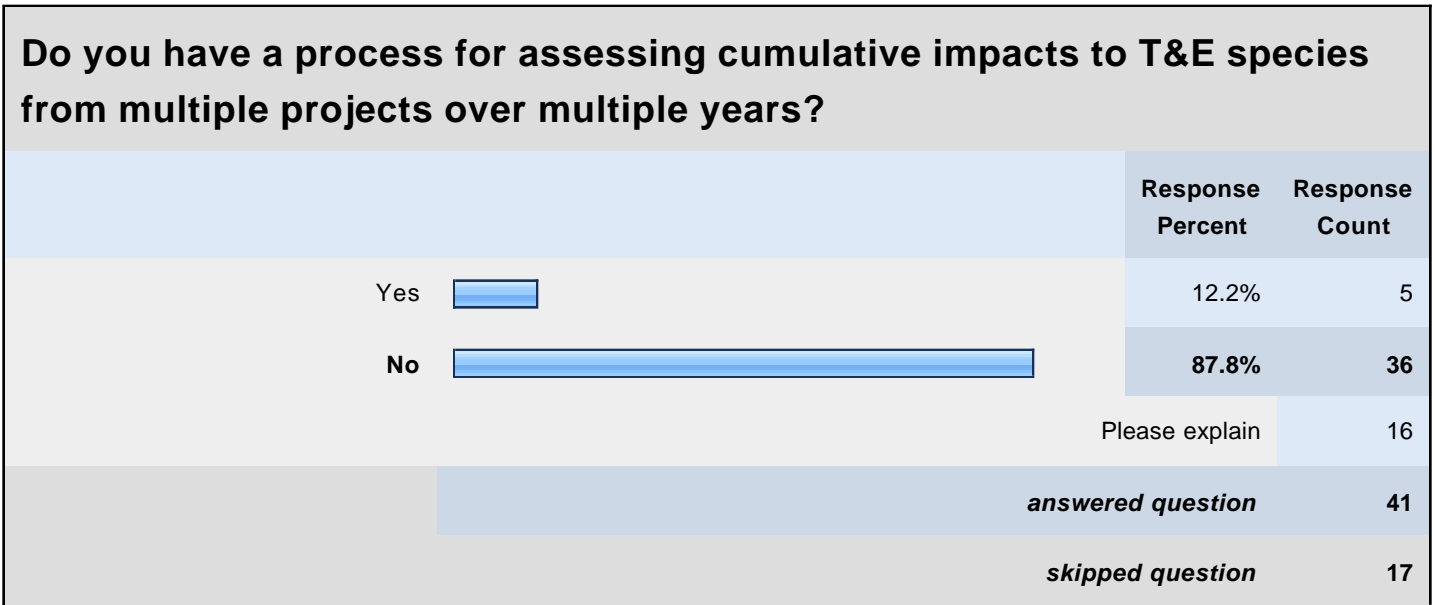 Do you have a process for assessing cumulative impacts to T&E species
from multiple projects over multiple years?
Response Percent Response Count
Yes 12.2% 5
No 87.8% 36
Please explain 16
answered question 41
skipped question 17